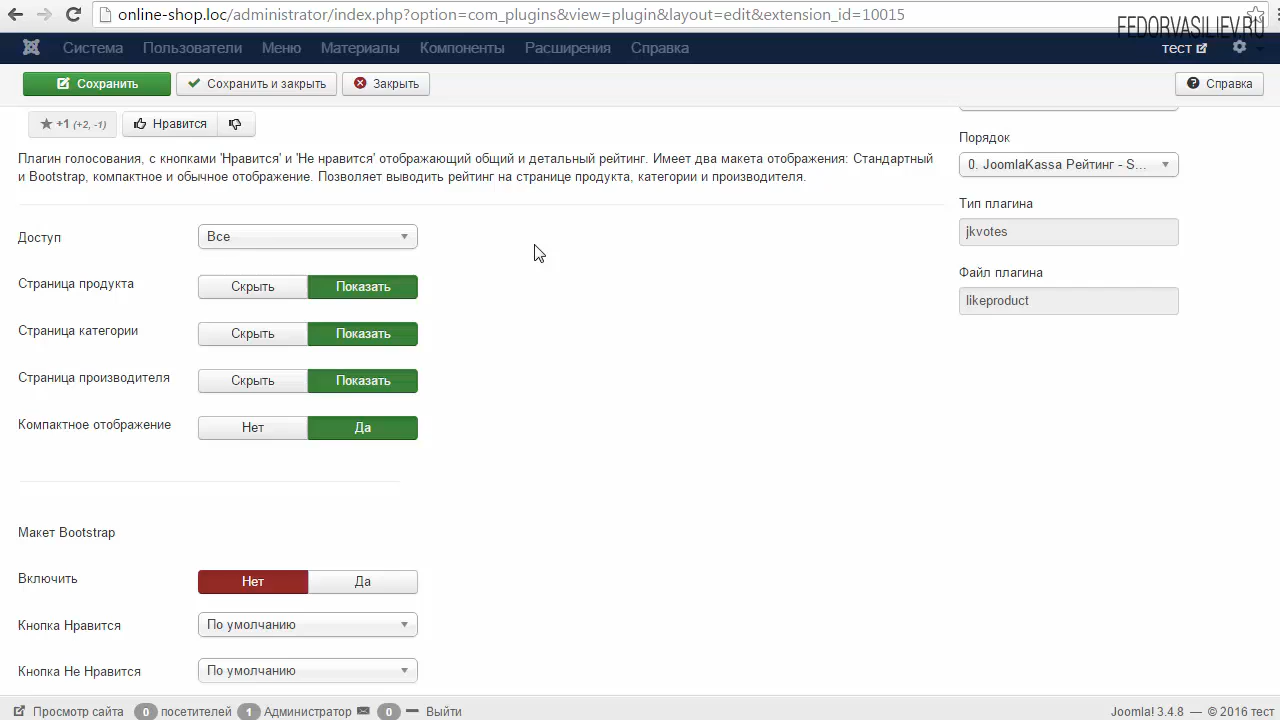 online-shop.loc/administrator/index.php?option=com_plugins&view=plugin&layout=edit&extension_id=10015
FEDORVASILIEV.RU
Система Пользователи Меню Материалы Компоненты Расширения Справка тест
Сохранить Сохранить и закрыть Закрыть Справка
+1 (+2, -1) Нравится
Плагин голосования, с кнопками 'Нравится' и 'Не нравится' отображающий общий и детальный рейтинг. Имеет два макета отображения: Стандартный
и Bootstrap, компактное и обычное отображение. Позволяет выводить рейтинг на странице продукта, категории и производителя.
Порядок
0. JoomlaKassa Рейтинг - S...
Тип плагина
jkvotes
Файл плагина
likeproduct
Доступ Все
Страница продукта Скрыть Показать
Страница категории Скрыть Показать
Страница производителя Скрыть Показать
Компактное отображение Нет Да
Макет Bootstrap
Включить Нет Да
Кнопка Нравится По умолчанию
Кнопка Не Нравится По умолчанию
Просмотр сайта 0 посетителей 1 Администратор 0 Выйти Joomla! 3.4.8 — © 2016 тест